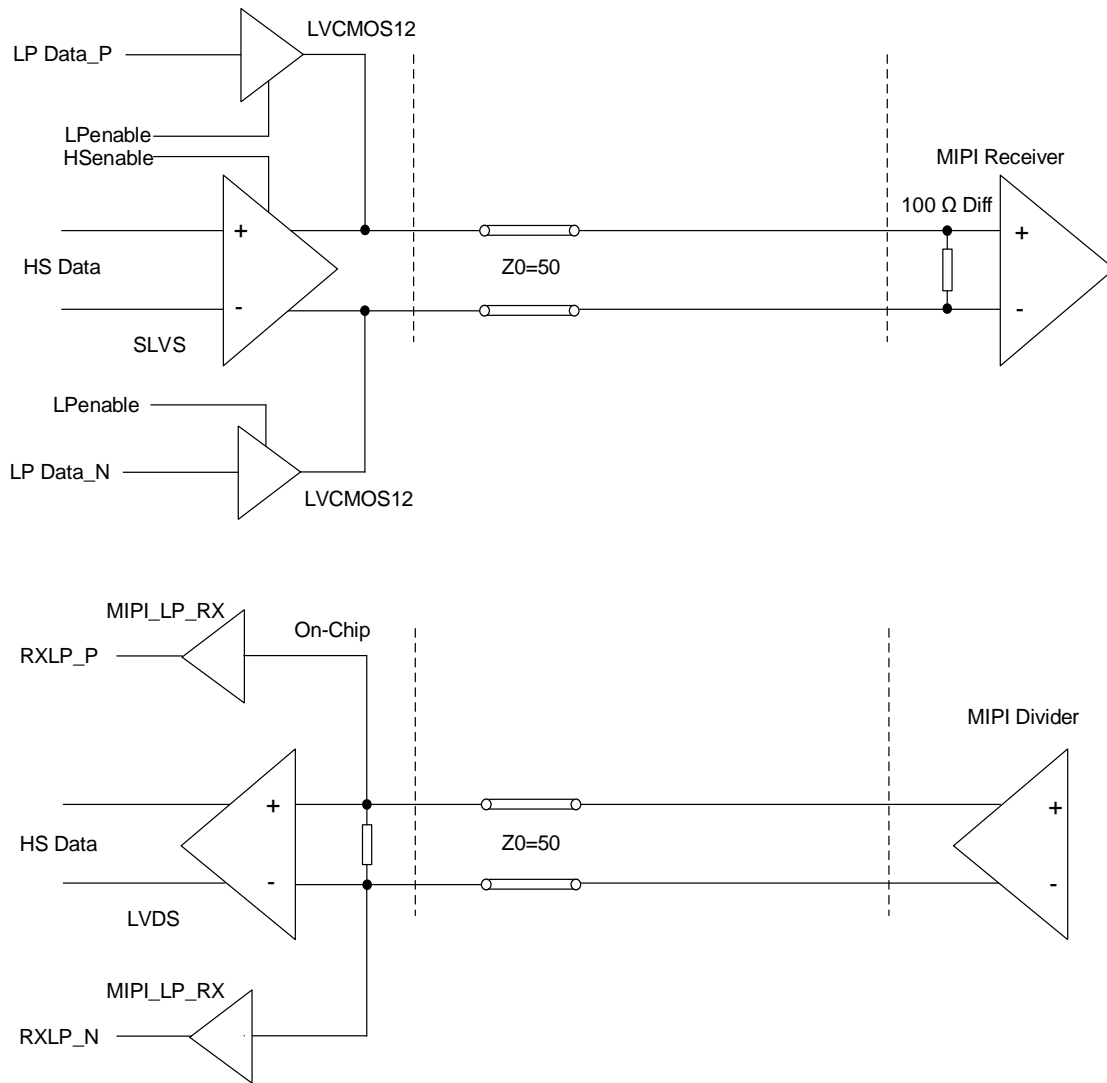 LVCMOS12
LP Data_P
LPenable
HSenable
MIPI Receiver
100 Ω Diff
+
+
HS Data
Z0=50
-
-
SLVS
LPenable
LP Data_N
LVCMOS12
MIPI_LP_RX
On-Chip
RXLP_P
MIPI Divider
+
+
HS Data
Z0=50
-
-
LVDS
MIPI_LP_RX
RXLP_N